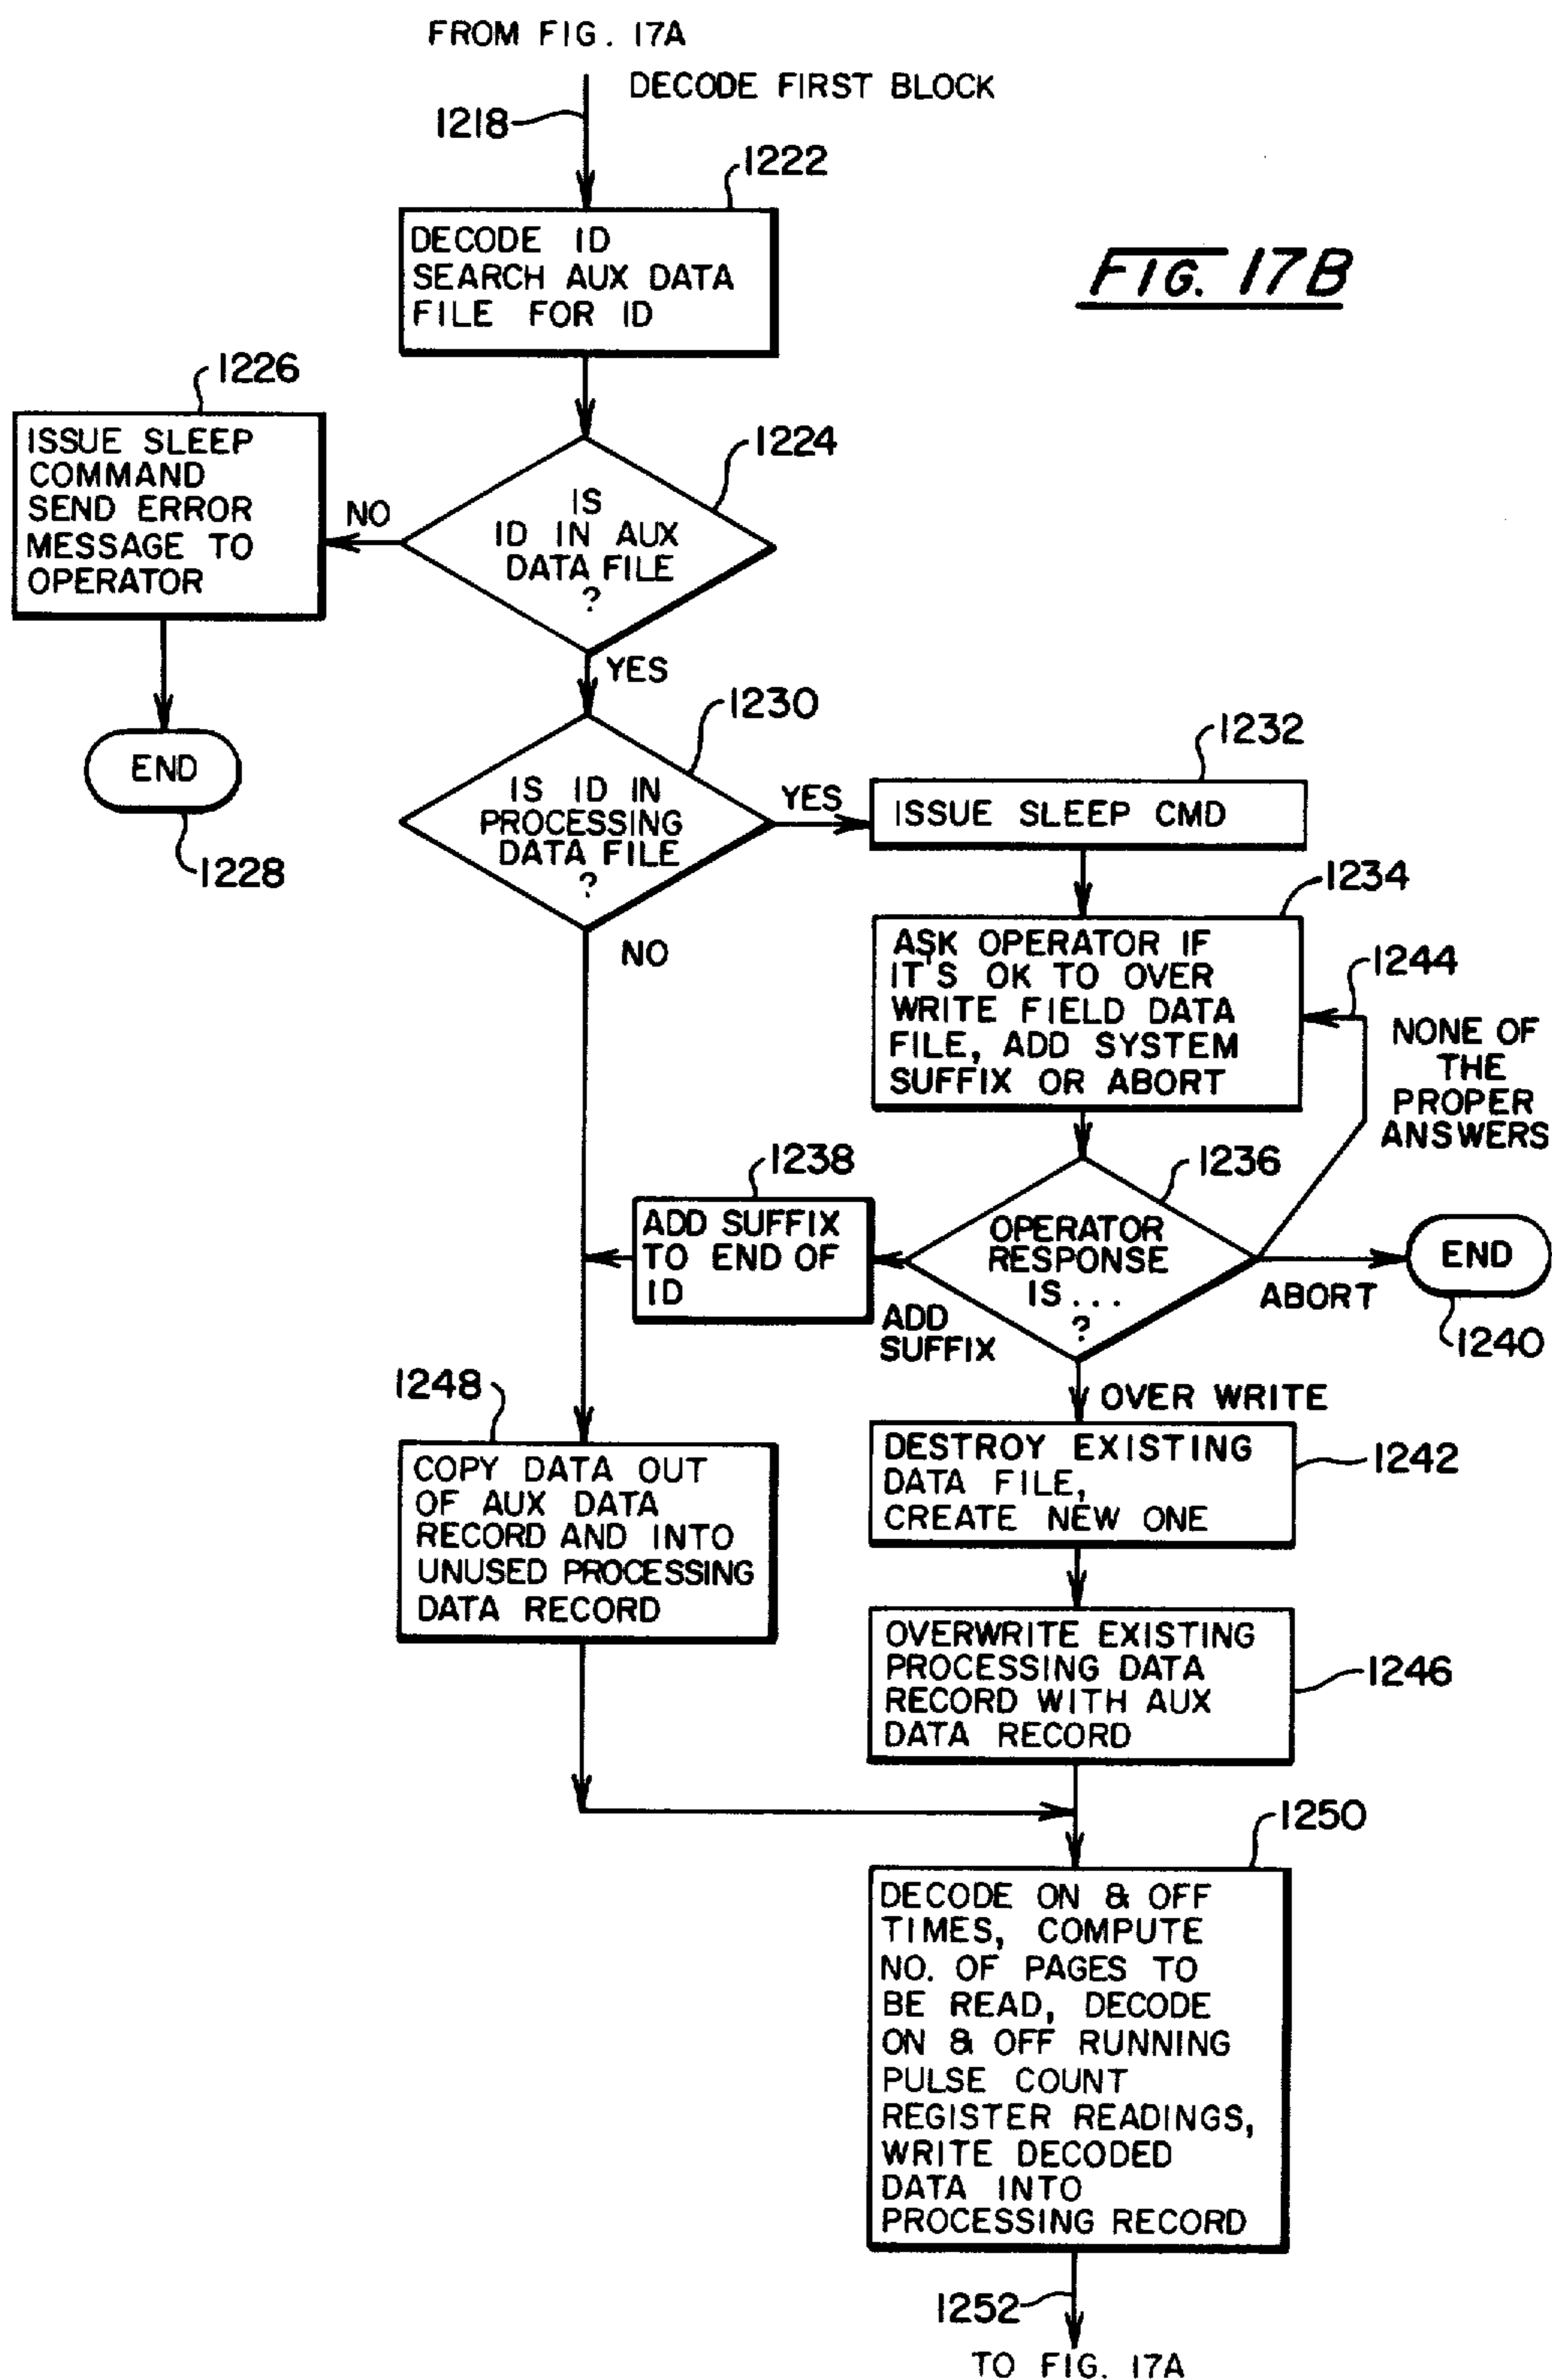 FROM FIG. 17A
DECODE FIRST BLOCK
1218
1222
DECODE ID
SEARCH AUX DATA
FILE FOR ID
FIG. 17B
1226
ISSUE SLEEP
COMMAND
SEND ERROR
MESSAGE TO
OPERATOR
NO
1224
IS
ID IN AUX
DATA FILE
?
YES
END
1228
1230
IS ID IN
PROCESSING
DATA FILE
?
YES
NO
1232
ISSUE SLEEP CMD
1234
ASK OPERATOR IF
IT'S OK TO OVER
WRITE FIELD DATA
FILE, ADD SYSTEM
SUFFIX OR ABORT
1244
NONE OF
THE
PROPER
ANSWERS
1238
ADD SUFFIX
TO END OF
ID
1236
OPERATOR
RESPONSE
IS...
?
ADD
SUFFIX
ABORT
END
1240
OVER WRITE
1248
COPY DATA OUT
OF AUX DATA
RECORD AND INTO
UNUSED PROCESSING
DATA RECORD
DESTROY EXISTING
DATA FILE,
CREATE NEW ONE
1242
OVERWRITE EXISTING
PROCESSING DATA
RECORD WITH AUX
DATA RECORD
1246
1250
DECODE ON & OFF
TIMES, COMPUTE
NO. OF PAGES TO
BE READ, DECODE
ON & OFF RUNNING
PULSE COUNT
REGISTER READINGS,
WRITE DECODED
DATA INTO
PROCESSING RECORD
1252
TO FIG. 17A